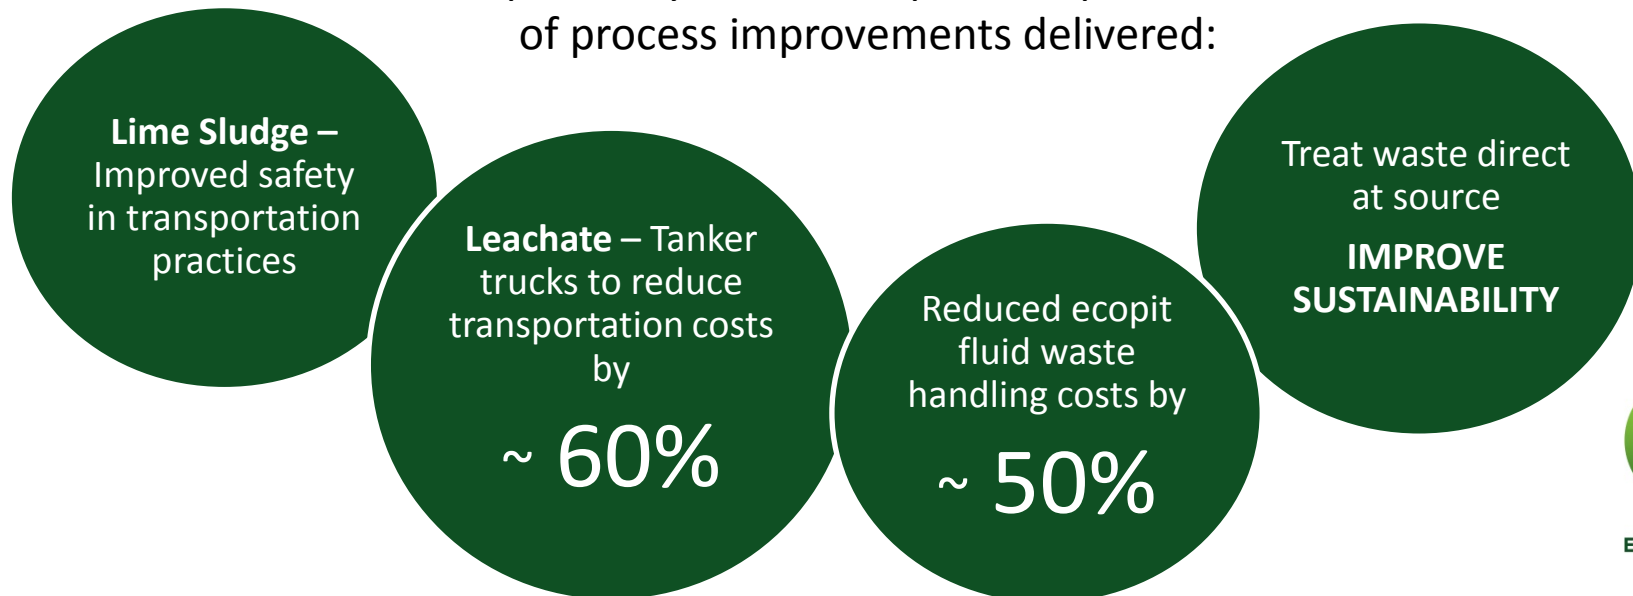 of process improvements delivered:
Lime Sludge –
Improved safety
in transportation
practices
Leachate – Tanker
trucks to reduce
transportation costs
by
~ 60%
Reduced ecopit
fluid waste
handling costs by
~ 50%
Treat waste direct
at source
IMPROVE
SUSTAINABILITY